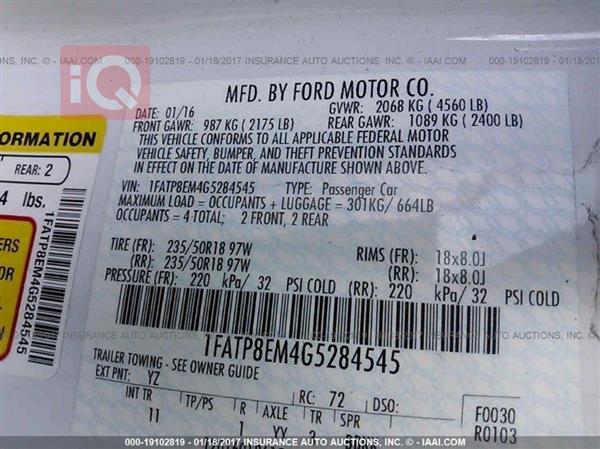 000-19102819 - 01/18/2017 INSURANCE AUTO AUCTIONS, INC. - © - IAAI.COM
iQ
MFD. BY FORD MOTOR CO.
DATE: 01/16
GVWR: 2068 KG ( 4560 LB)
FRONT GAWR: 987 KG ( 2175 LB)
REAR GAWR: 1089 KG ( 2400 LB)
THIS VEHICLE CONFORMS TO ALL APPLICABLE FEDERAL MOTOR
VEHICLE SAFETY, BUMPER, AND THEFT PREVENTION STANDARDS
IN EFFECT ON THE DATE OF MANUFACTURE SHOWN ABOVE.
VIN: 1FATP8EM4G5284545 TYPE: Passenger Car
MAXIMUM LOAD = OCCUPANTS + LUGGAGE = 301KG/ 664LB
OCCUPANTS = 4 TOTAL; 2 FRONT, 2 REAR
TIRE (FR): 235/50R18 97W
RIMS (FR): 18x8.0J
(RR): 235/50R18 97W
(RR): 18x8.0J
PRESSURE (FR): 220 kPa/ 32 PSI COLD
(RR): 220 kPa/ 32 PSI COLD
1FATP8EM4G5284545
TRAILER TOWING - SEE OWNER GUIDE
EXT PNT: YZ RC: 72 DSO:
INT TR TP/PS R AXLE TR SPR
F0030
11 1 YY 2
R0103
FORMATION
REAR: 2
4 lbs.
1FATP8EM4G5284545
000-19102819 - 01/18/2017 - © INSURANCE AUTO AUCTIONS, INC. - © - IAAI.COM